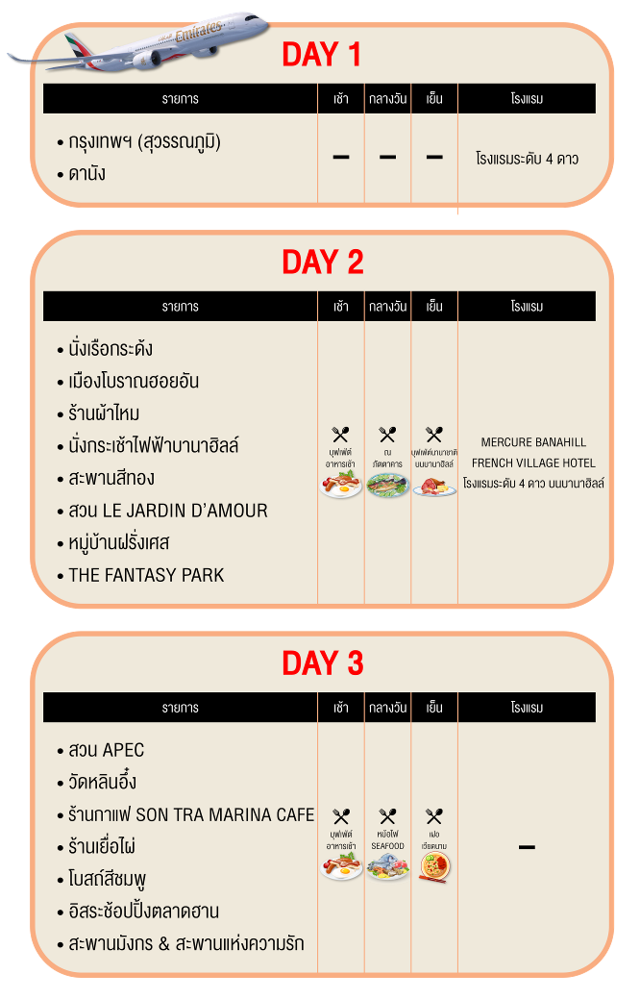 Emirates
DAY 1
รายการ เช้า กลางวัน เย็น โรงแรม
• กรุงเทพฯ (สุวรรณภูมิ)
• ดานัง
– – –
โรงแรมระดับ 4 ดาว
DAY 2
รายการ เช้า กลางวัน เย็น โรงแรม
• นั่งเรือกระด้ง
• เมืองโบราณฮอยอัน
• ร้านผ้าไหม
• นั่งกระเช้าไฟฟ้าบานาฮิลล์
• สะพานสีทอง
• สวน LE JARDIN D’AMOUR
• หมู่บ้านฝรั่งเศส
• THE FANTASY PARK
บุฟเฟ่ต์
อาหารเช้า
ณ
ภัตตาคาร
บุฟเฟ่ต์นานาชาติ
บนบานาฮิลล์
MERCURE BANAHILL
FRENCH VILLAGE HOTEL
โรงแรมระดับ 4 ดาว บนบานาฮิลล์
DAY 3
รายการ เช้า กลางวัน เย็น โรงแรม
• สวน APEC
• วัดหลินอึ๋ง
• ร้านกาแฟ SON TRA MARINA CAFE
• ร้านเยื่อไผ่
• โบสถ์สีชมพู
• อิสระช้อปปิ้งตลาดฮาน
• สะพานมังกร & สะพานแห่งความรัก
บุฟเฟ่ต์
อาหารเช้า
หม้อไฟ
SEAFOOD
เฝอ
เวียดนาม
–